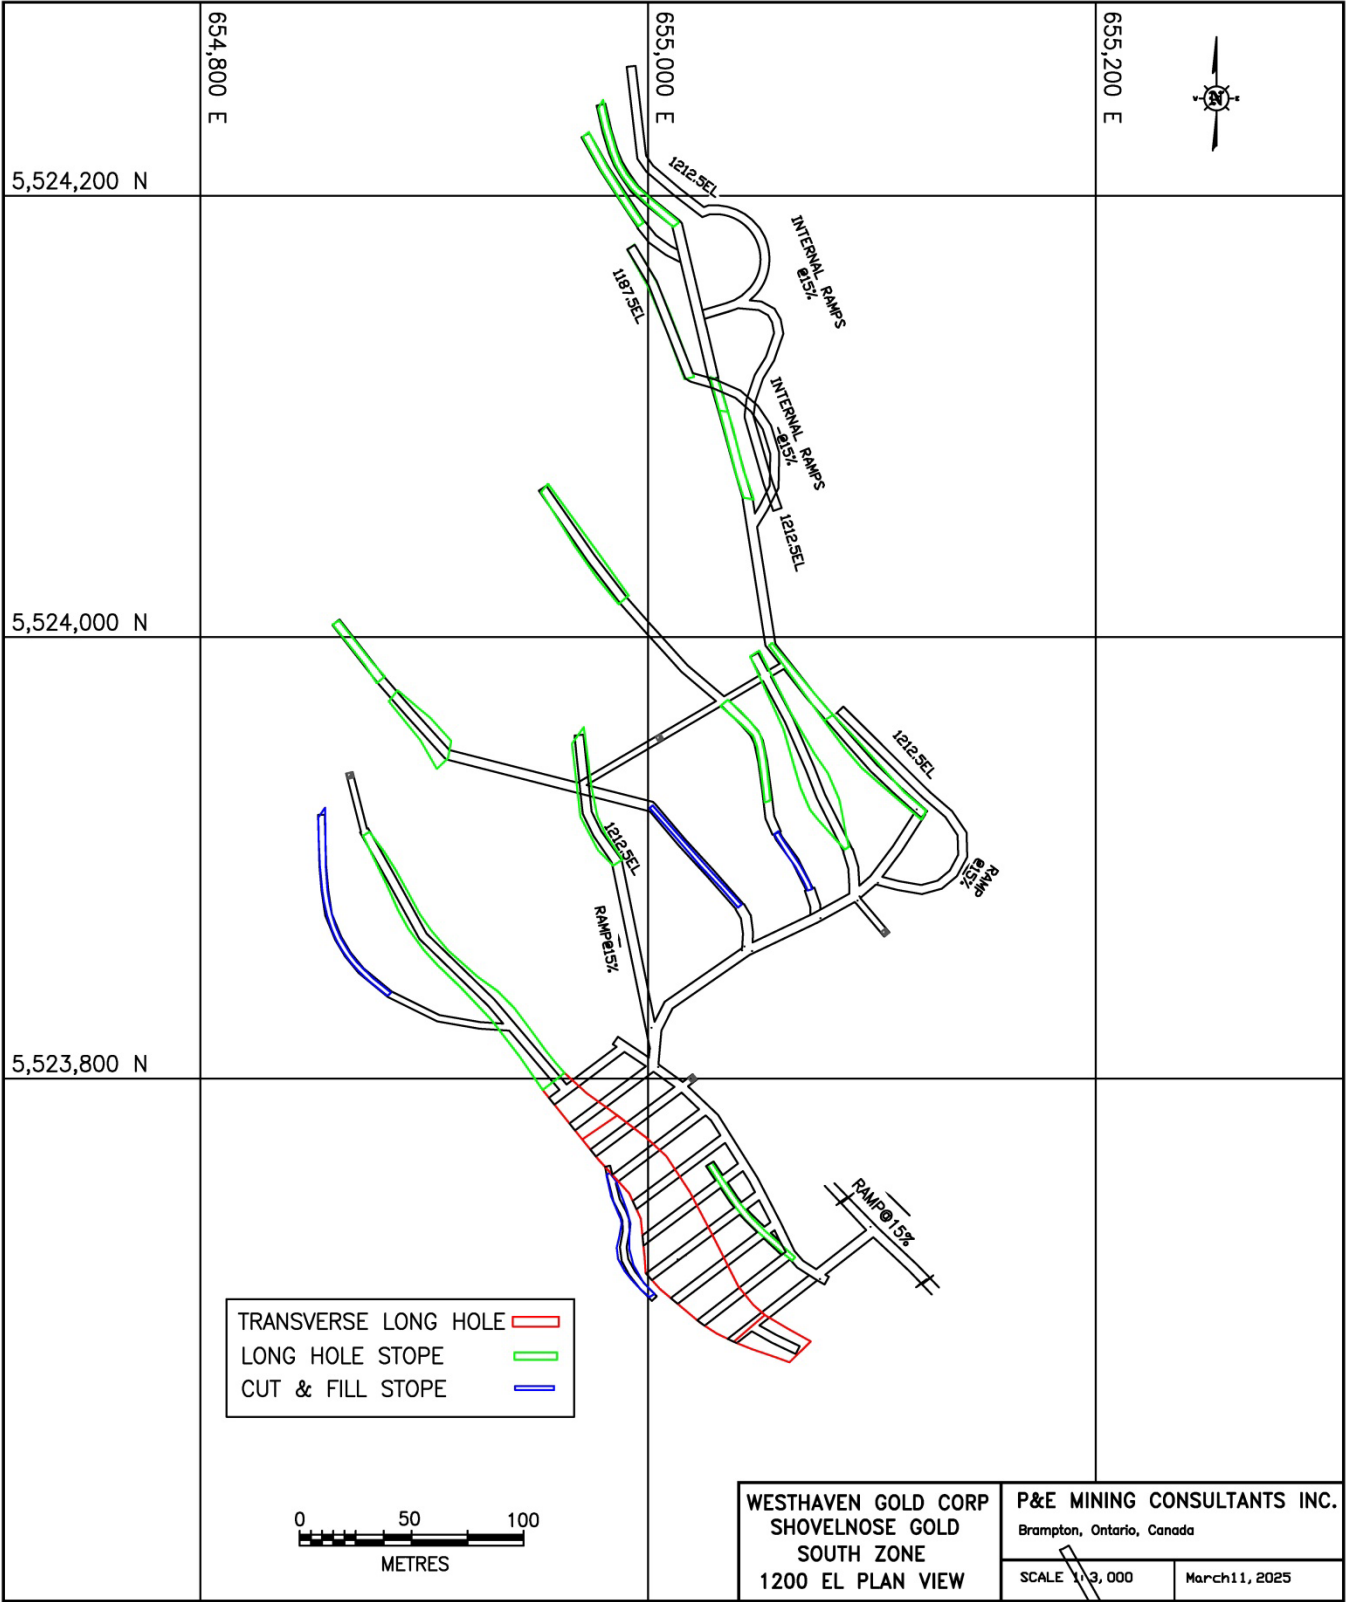 654,800 E
655,000 E
655,200 E
N
5,524,200 N
1212.5EL
INTERNAL RAMPS
@15%
1187.5EL
INTERNAL RAMPS
-@15%
1212.5EL
5,524,000 N
1212.5EL
1212.5EL
RAMP
@15%
RAMP@15%
5,523,800 N
RAMP@15%
TRANSVERSE LONG HOLE
LONG HOLE STOPE
CUT & FILL STOPE
0 50 100
METRES
WESTHAVEN GOLD CORP
SHOVELNOSE GOLD
SOUTH ZONE
1200 EL PLAN VIEW
P&E MINING CONSULTANTS INC.
Brampton, Ontario, Canada
SCALE 1:3,000
March11,2025